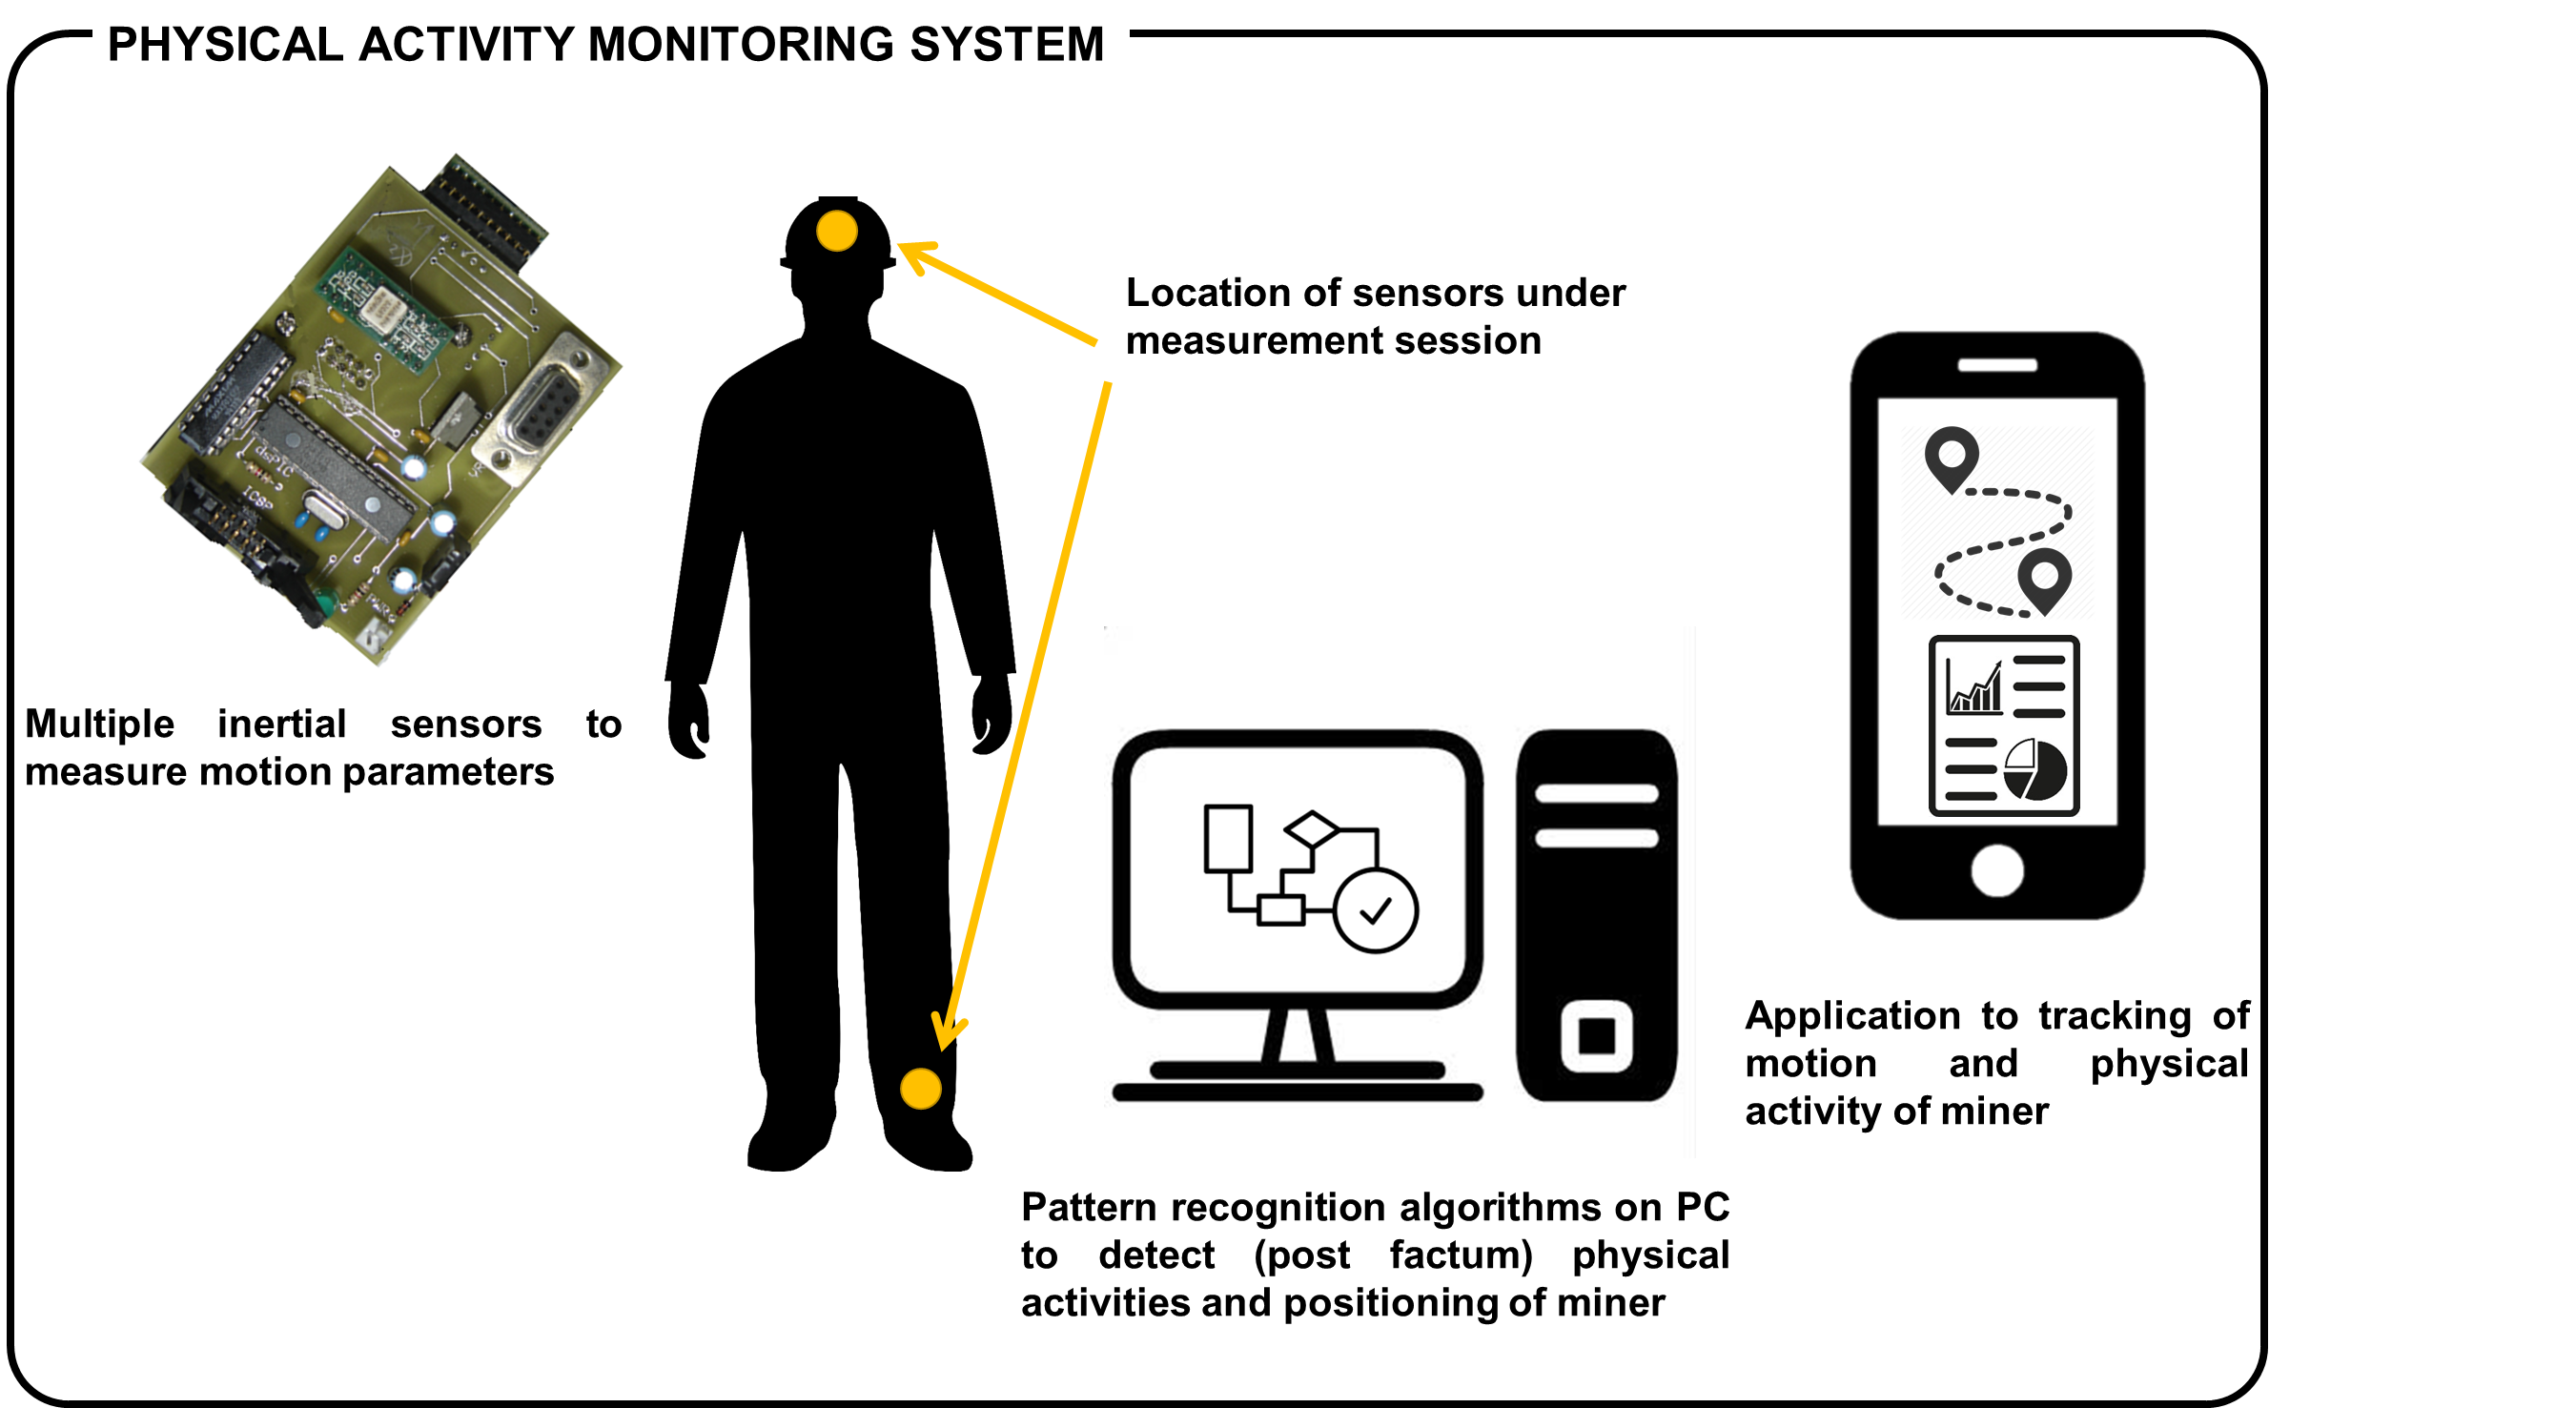 PHYSICAL ACTIVITY MONITORING SYSTEM
Location of sensors under
measurement session
dsPIC
ICSP
Multiple inertial sensors to
measure motion parameters
Application to tracking of
motion and physical
activity of miner
Pattern recognition algorithms on PC
to detect (post factum) physical
activities and positioning of miner